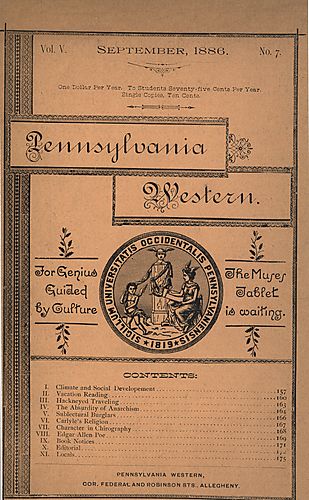 Vol. V.
SEPTEMBER, 1886.
No. 7.
One Dollar Per Year. To Students Seventy-five Cents Per Year.
Single Copies, Ten Cents.
Pennsylvania
Western.
For Genius
Guided
by Culture
SIGILLUM UNIVERSITATIS OCCIDENTALIS PENNSYLVANIENSIS
★1819★
The Muses
Tablet
is waiting.
CONTENTS:
I. Climate and Social Developement 157
II. Vacation Reading 160
III. Hackneyed Traveling 163
IV. The Absurdity of Anarchism 164
V. Sublectural Burglars 166
VI. Carlyle's Religion 167
VII. Character in Chirography 168
VIII. Edgar Allen Poe 169
IX. Book Notices 171
X. Editorial
XI. Locals 175
PENNSYLVANIA WESTERN,
COR. FEDERAL AND ROBINSON STS., ALLEGHENY.